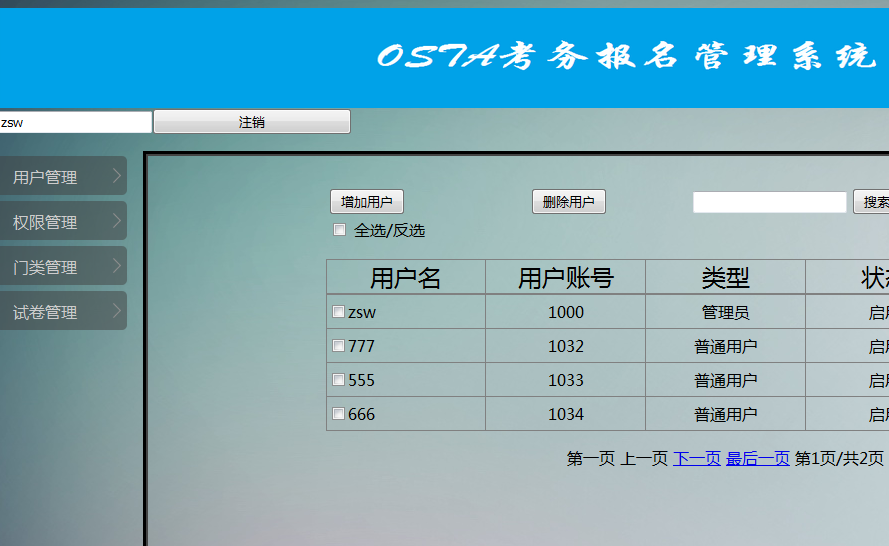 OSTA考务报名管理系统
zsw 注销
用户管理
权限管理
门类管理
试卷管理
增加用户 删除用户 搜索
全选/反选
用户名 用户账号 类型 状
zsw 1000 管理员 启
777 1032 普通用户 启
555 1033 普通用户 启
666 1034 普通用户 启
第一页 上一页 下一页 最后一页 第1页/共2页